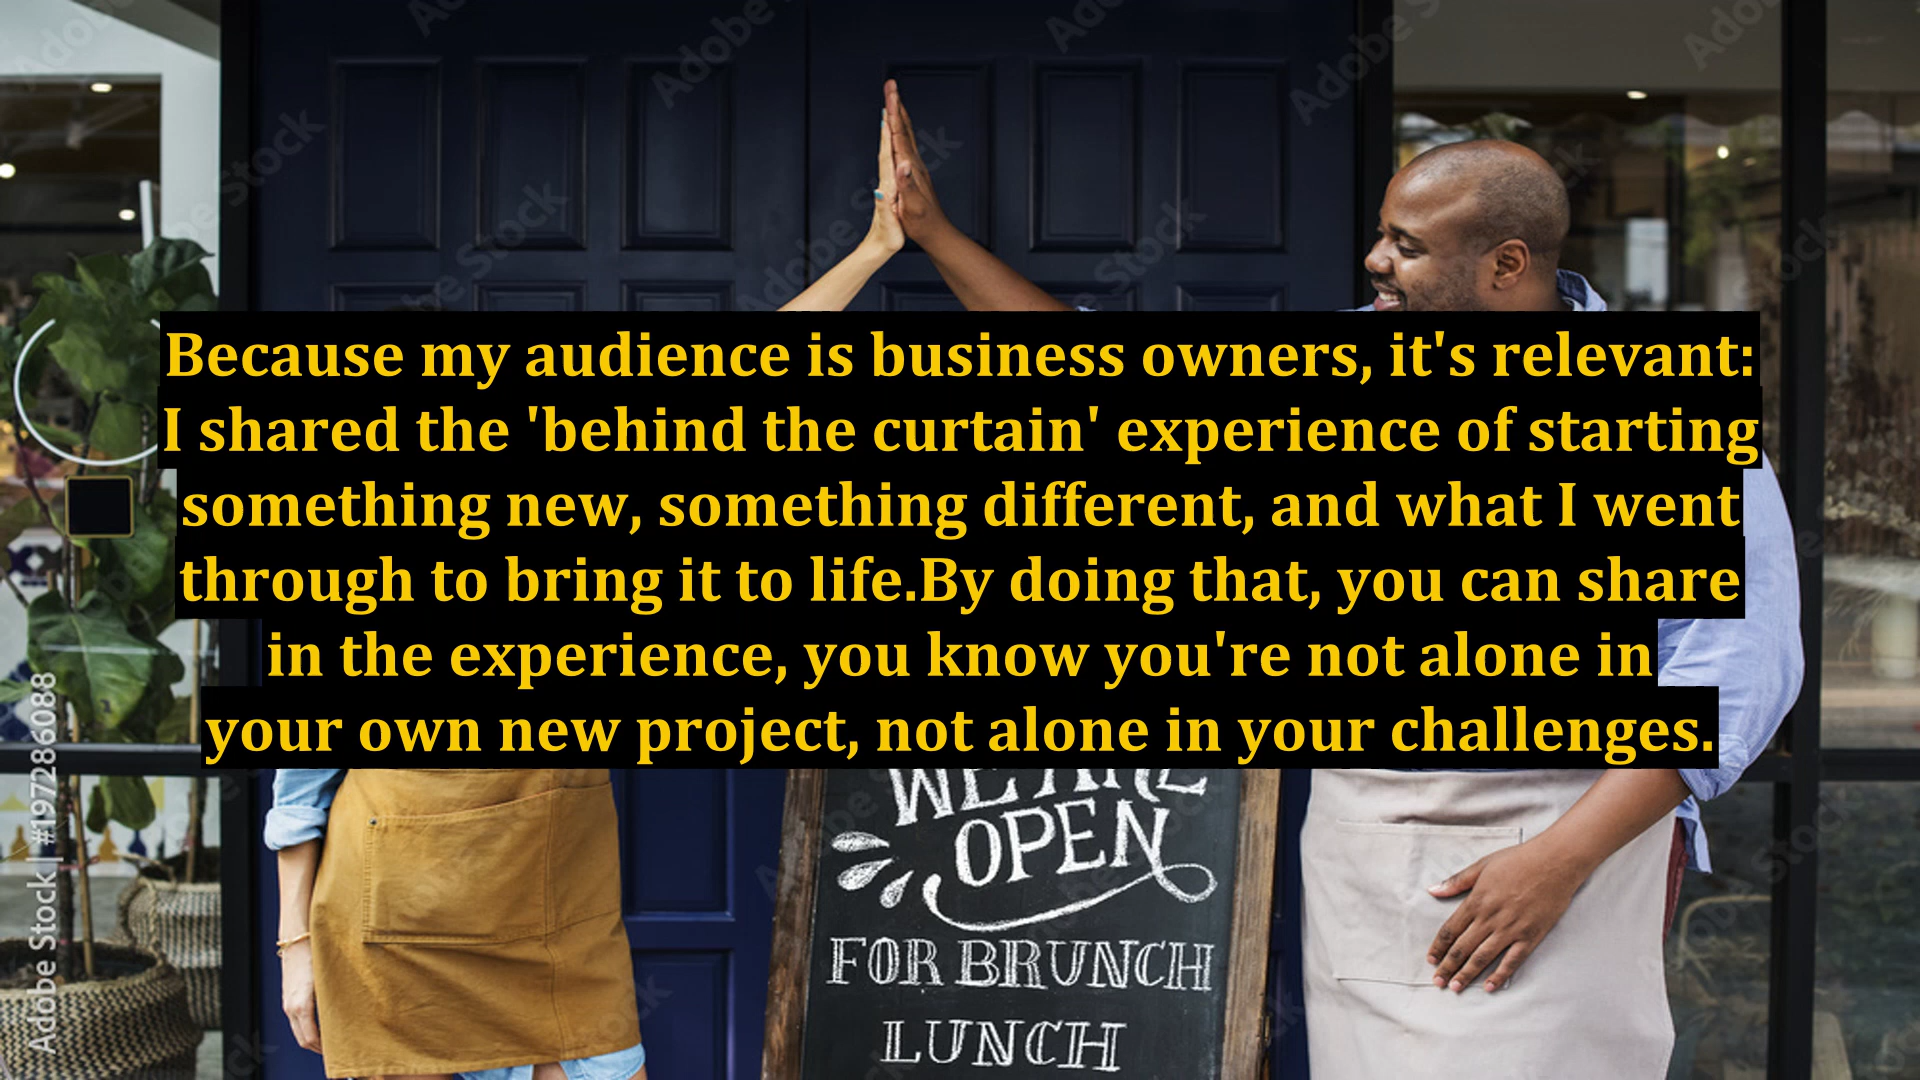 Because my audience is business owners, it's relevant:
I shared the 'behind the curtain' experience of starting
something new, something different, and what I went
through to bring it to life.By doing that, you can share
in the experience, you know you're not alone in
your own new project, not alone in your challenges.
WE ARE
OPEN
FOR BRUNCH
LUNCH
Adobe Stock | #197286088